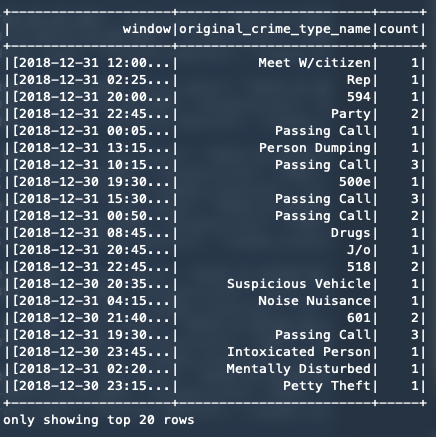 +--------------------+------------------------+-----+
|              window|original_crime_type_name|count|
+--------------------+------------------------+-----+
|[2018-12-31 12:00...|          Meet W/citizen|    1|
|[2018-12-31 02:25...|                     Rep|    1|
|[2018-12-31 20:00...|                     594|    1|
|[2018-12-31 22:45...|                   Party|    2|
|[2018-12-31 00:05...|            Passing Call|    1|
|[2018-12-31 13:15...|          Person Dumping|    1|
|[2018-12-31 10:15...|            Passing Call|    3|
|[2018-12-30 19:30...|                    500e|    1|
|[2018-12-31 15:30...|            Passing Call|    3|
|[2018-12-31 00:50...|            Passing Call|    2|
|[2018-12-31 08:45...|                   Drugs|    1|
|[2018-12-31 20:45...|                     J/o|    1|
|[2018-12-31 22:45...|                     518|    2|
|[2018-12-30 20:35...|      Suspicious Vehicle|    1|
|[2018-12-31 04:15...|          Noise Nuisance|    1|
|[2018-12-30 21:40...|                     601|    2|
|[2018-12-31 19:30...|            Passing Call|    3|
|[2018-12-30 23:45...|      Intoxicated Person|    1|
|[2018-12-31 02:20...|      Mentally Disturbed|    1|
|[2018-12-30 23:15...|             Petty Theft|    1|
+--------------------+------------------------+-----+
only showing top 20 rows